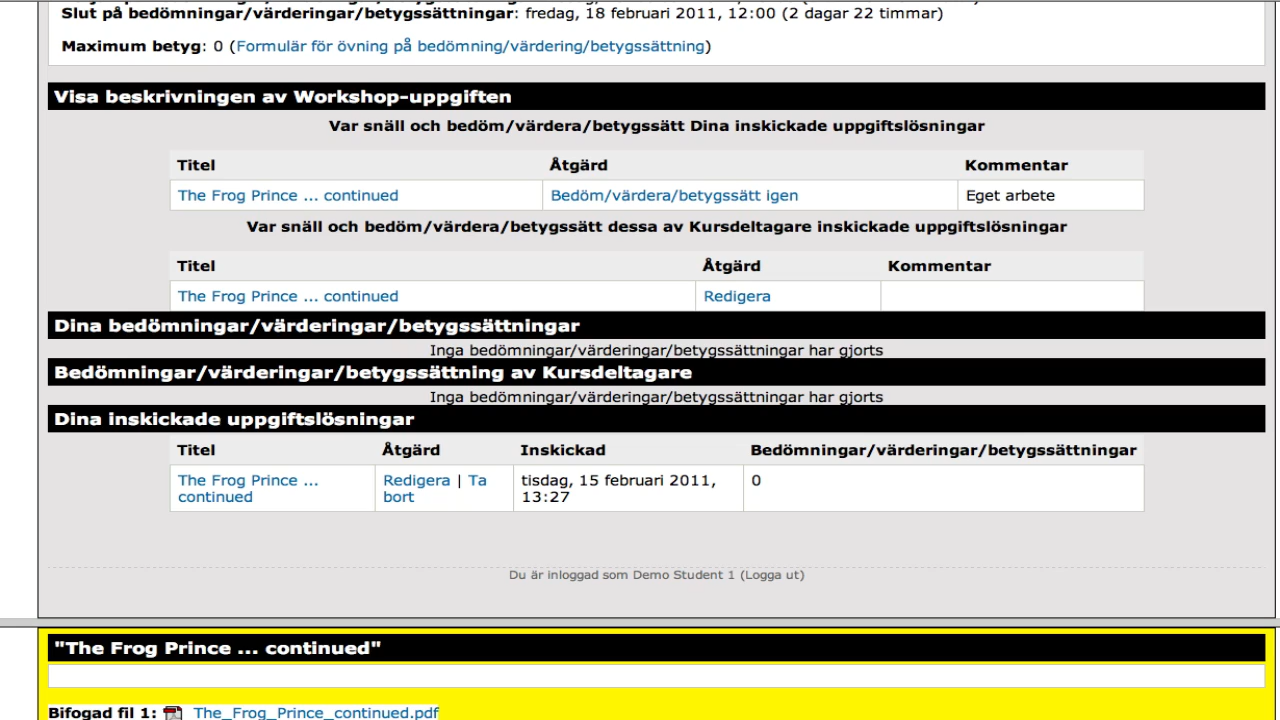 Slut på bedömningar/värderingar/betygssättningar: fredag, 18 februari 2011, 12:00 (2 dagar 22 timmar)
Maximum betyg: 0 (Formulär för övning på bedömning/värdering/betygssättning)
Visa beskrivningen av Workshop-uppgiften
Var snäll och bedöm/värdera/betygssätt Dina inskickade uppgiftslösningar
Titel Åtgärd Kommentar
The Frog Prince ... continued Bedöm/värdera/betygssätt igen Eget arbete
Var snäll och bedöm/värdera/betygssätt dessa av Kursdeltagare inskickade uppgiftslösningar
Titel Åtgärd Kommentar
The Frog Prince ... continued Redigera
Dina bedömningar/värderingar/betygssättningar
Inga bedömningar/värderingar/betygssättningar har gjorts
Bedömningar/värderingar/betygssättning av Kursdeltagare
Inga bedömningar/värderingar/betygssättningar har gjorts
Dina inskickade uppgiftslösningar
Titel Åtgärd Inskickad Bedömningar/värderingar/betygssättningar
The Frog Prince ... Redigera | Ta tisdag, 15 februari 2011, 0
continued bort 13:27
Du är inloggad som Demo Student 1 (Logga ut)
"The Frog Prince ... continued"
Bifogad fil 1: The_Frog_Prince_continued.pdf